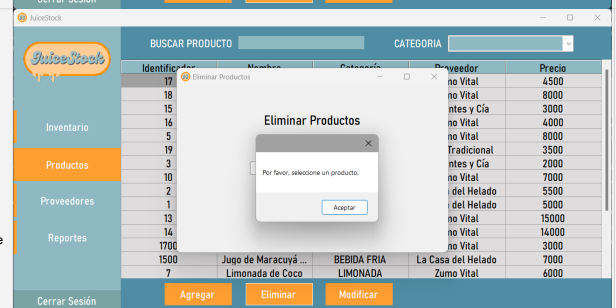 Cerrar Sesión
JuiceStock
BUSCAR PRODUCTO
CATEGORIA
JuiceStock
Identificador Nombre Categoría Proveedor Precio
Eliminar Productos
17 no Vital 4500
18 no Vital 8000
15 ntes y Cía 3000
16 no Vital 4000
5 no Vital 8000
19 Tradicional 3500
3 ntes y Cía 2000
10 no Vital 7000
2 del Helado 5500
1 del Helado 5000
13 mo Vital 15000
14 mo Vital 14000
1700 mo Vital 3000
1500 Jugo de Maracuyá ... BEBIDA FRIA La Casa del Helado 7000
7 Limonada de Coco LIMONADA Zumo Vital 6000
Eliminar Productos
Por favor, seleccione un producto.
Aceptar
Inventario
Productos
Proveedores
Reportes
Cerrar Sesión
Agregar
Eliminar
Modificar
e